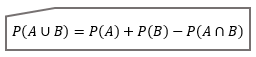 P(A ∪ B) = P(A) + P(B) − P(A ∩ B)